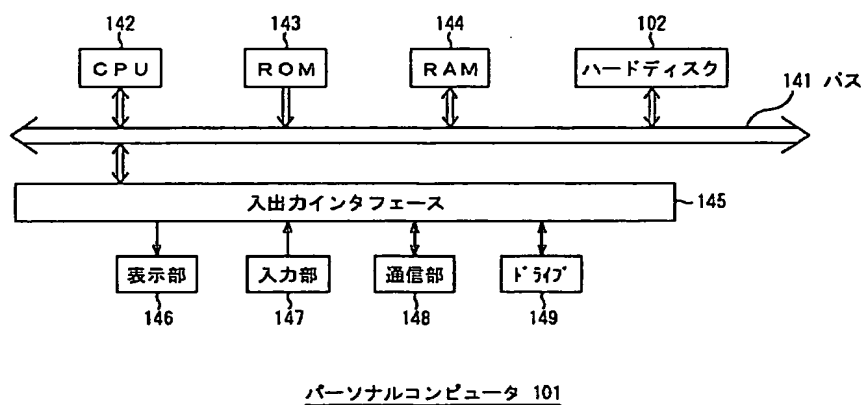 142 143 144 102
CPU ROM RAM ハードディスク
141 バス
入出力インタフェース 145
表示部 入力部 通信部 ドライブ
146 147 148 149
パーソナルコンピュータ 101